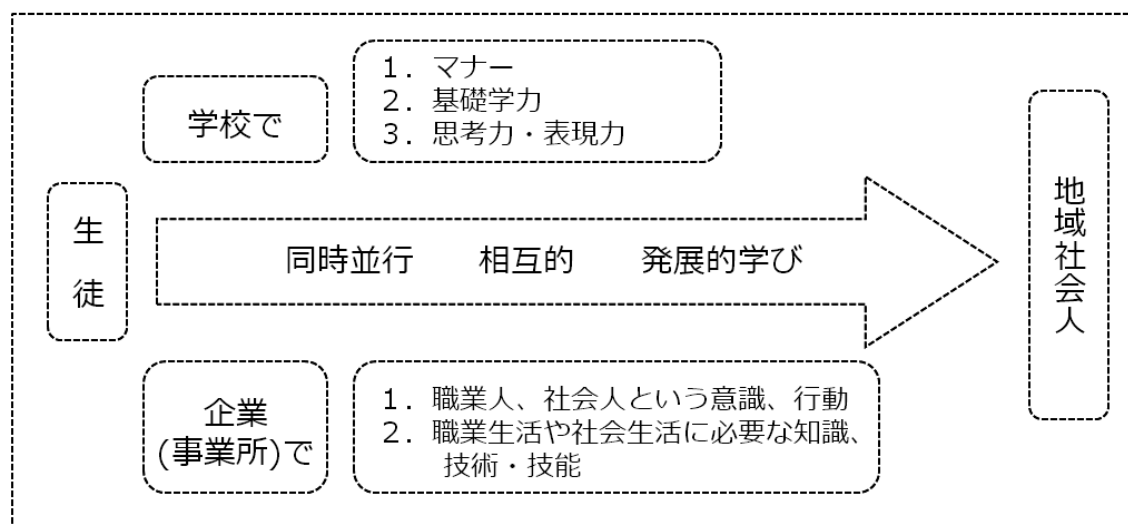 学校で
1．マナー
2．基礎学力
3．思考力・表現力
生徒
同時並行　相互的　発展的学び
地域社会人
企業
(事業所)で
1．職業人、社会人という意識、行動
2．職業生活や社会生活に必要な知識、
技術・技能